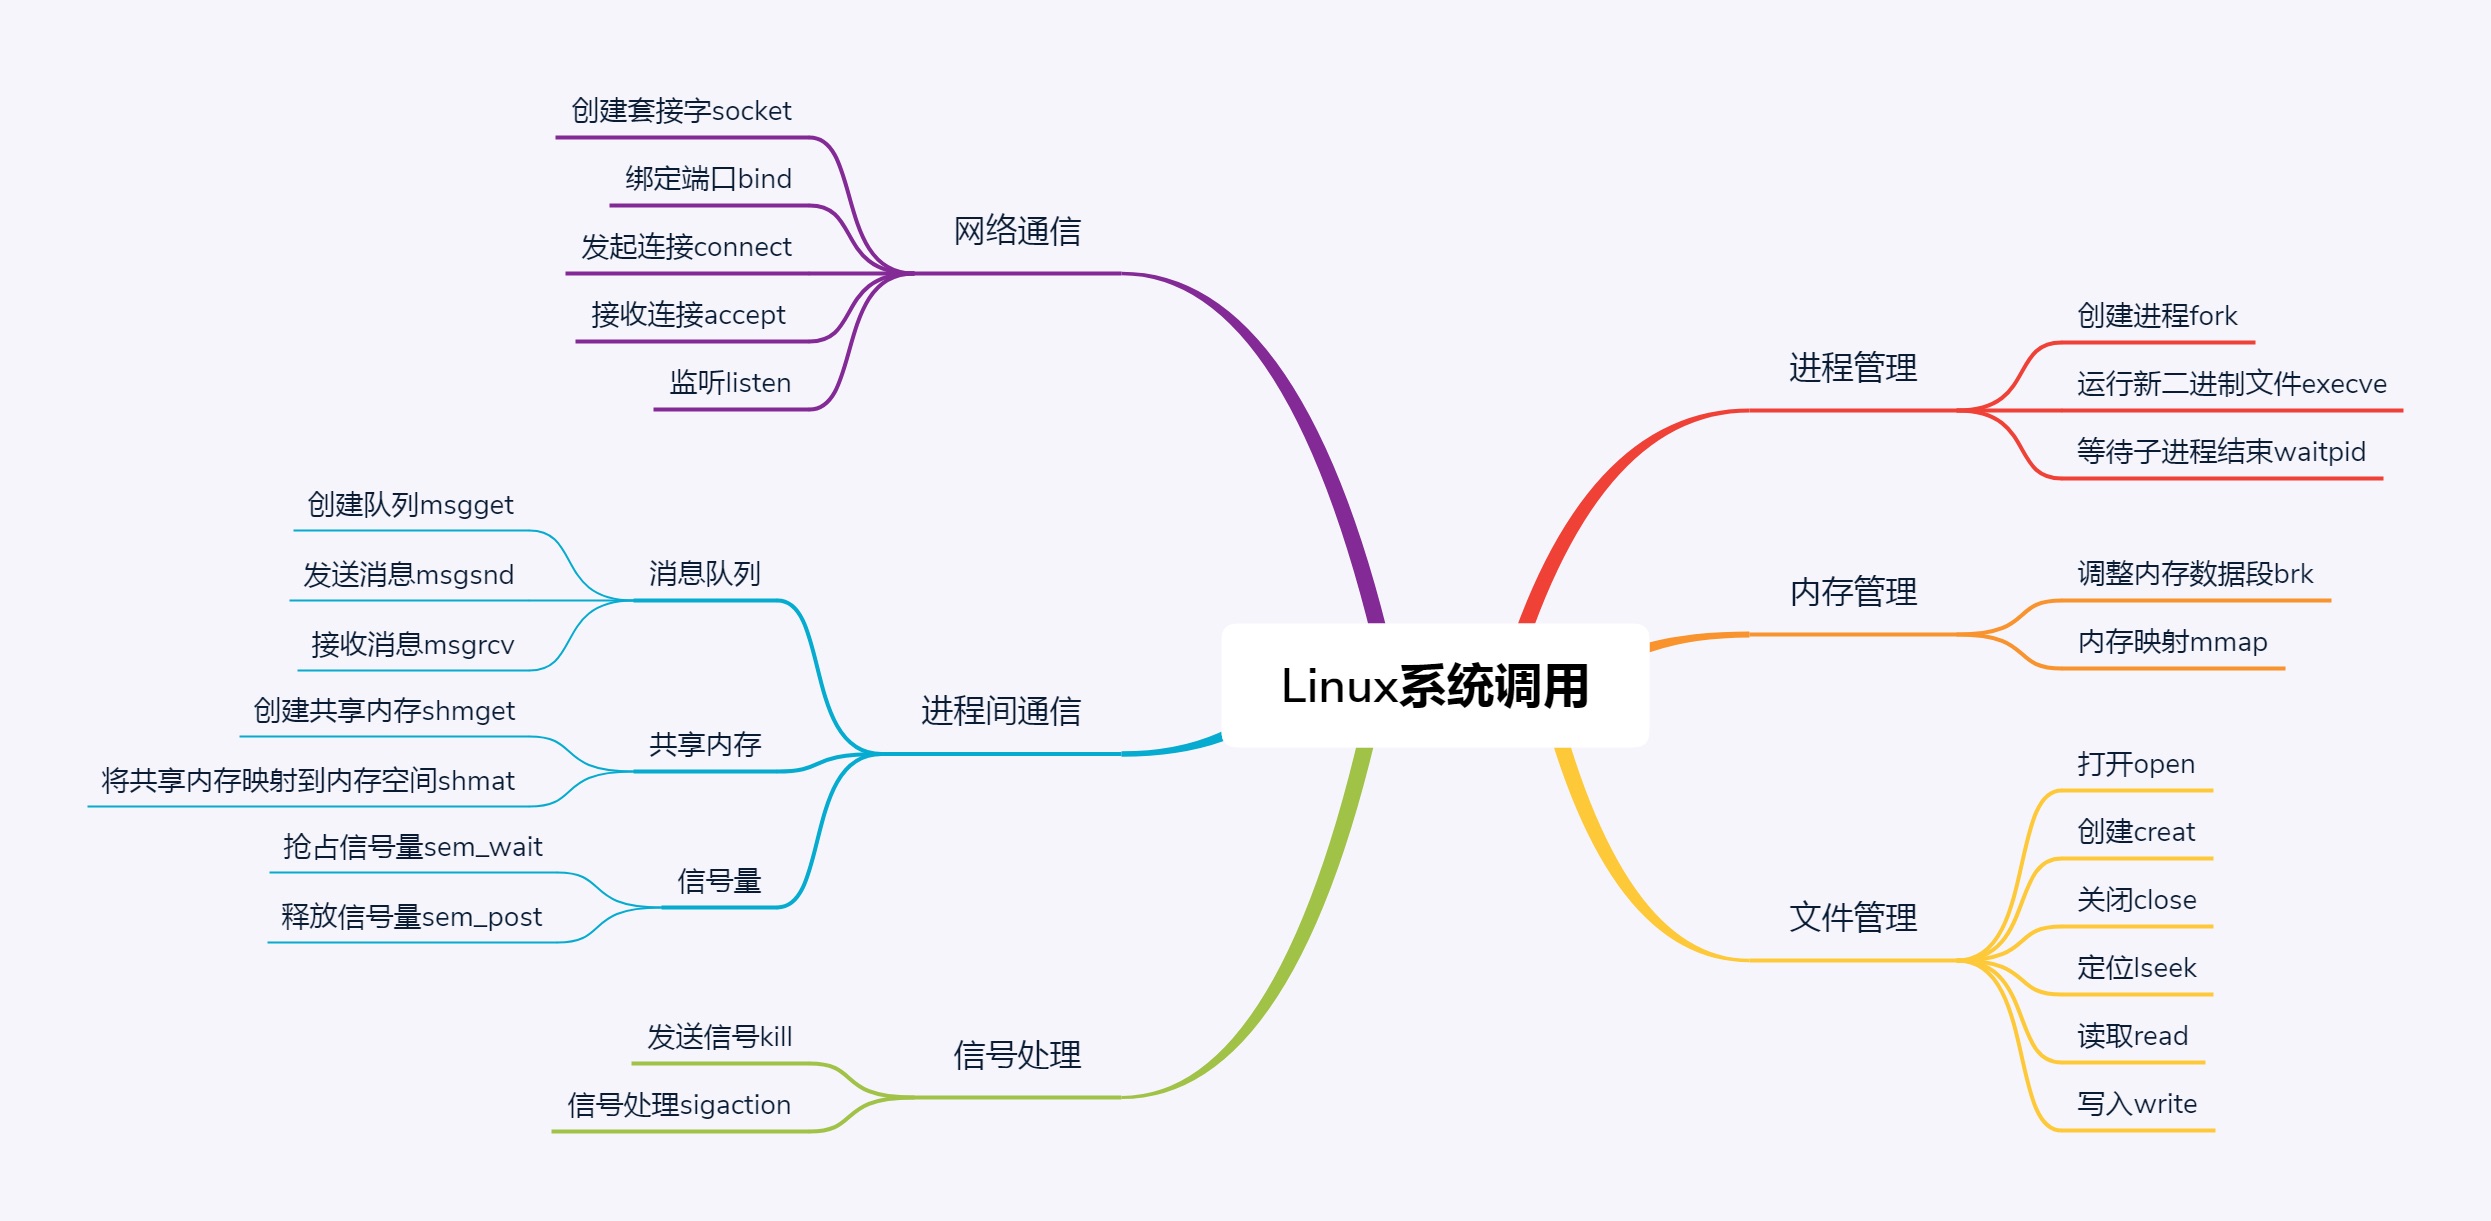 Linux系统调用
进程管理
创建进程fork
运行新二进制文件execve
等待子进程结束waitpid
内存管理
调整内存数据段brk
内存映射mmap
文件管理
打开open
创建creat
关闭close
定位lseek
读取read
写入write
网络通信
创建套接字socket
绑定端口bind
发起连接connect
接收连接accept
监听listen
进程间通信
消息队列
创建队列msgget
发送消息msgsnd
接收消息msgrcv
共享内存
创建共享内存shmget
将共享内存映射到内存空间shmat
信号量
抢占信号量sem_wait
释放信号量sem_post
信号处理
发送信号kill
信号处理sigaction